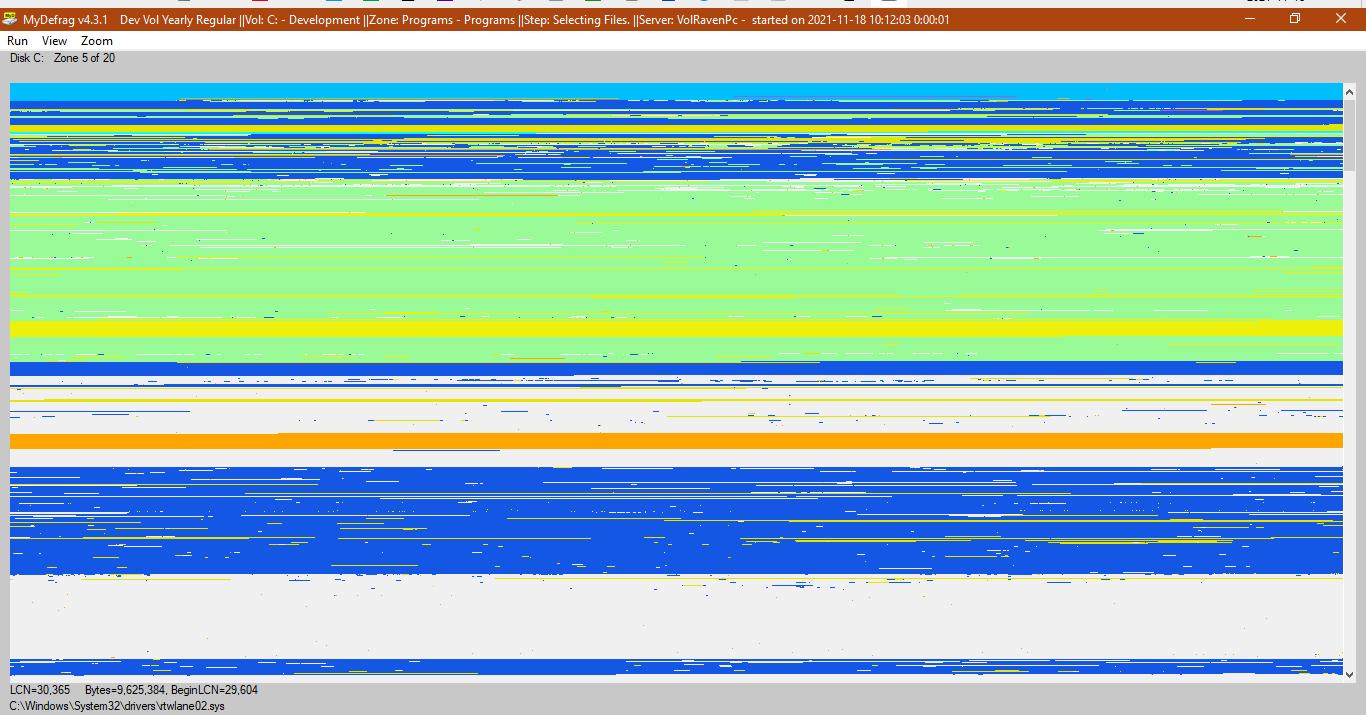 MyDefrag v4.3.1 Dev Vol Yearly Regular ||Vol: C: - Development ||Zone: Programs - Programs ||Step: Selecting Files. ||Server: VolRavenPc - started on 2021-11-18 10:12:03 0:00:01
Run View Zoom
Disk C: Zone 5 of 20
LCN=30,365 Bytes=9,625,384, BeginLCN=29,604
C:\Windows\System32\drivers\rtwlane02.sys